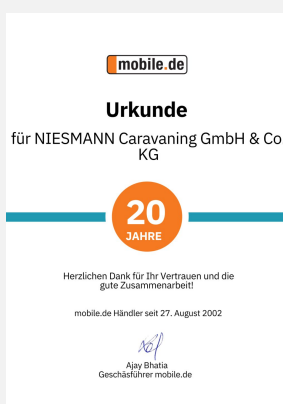 mobile.de
Urkunde
für NIESMANN Caravaning GmbH & Co
KG
20
JAHRE
Herzlichen Dank für Ihr Vertrauen und die
gute Zusammenarbeit!
mobile.de Händler seit 27. August 2002
Ajay Bhatia
Geschäsführer mobile.de